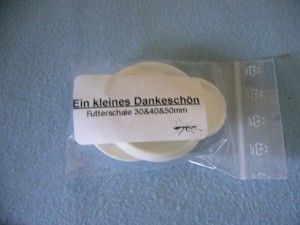 Ein kleines Dankeschön
Futterschale 30&40&50mm